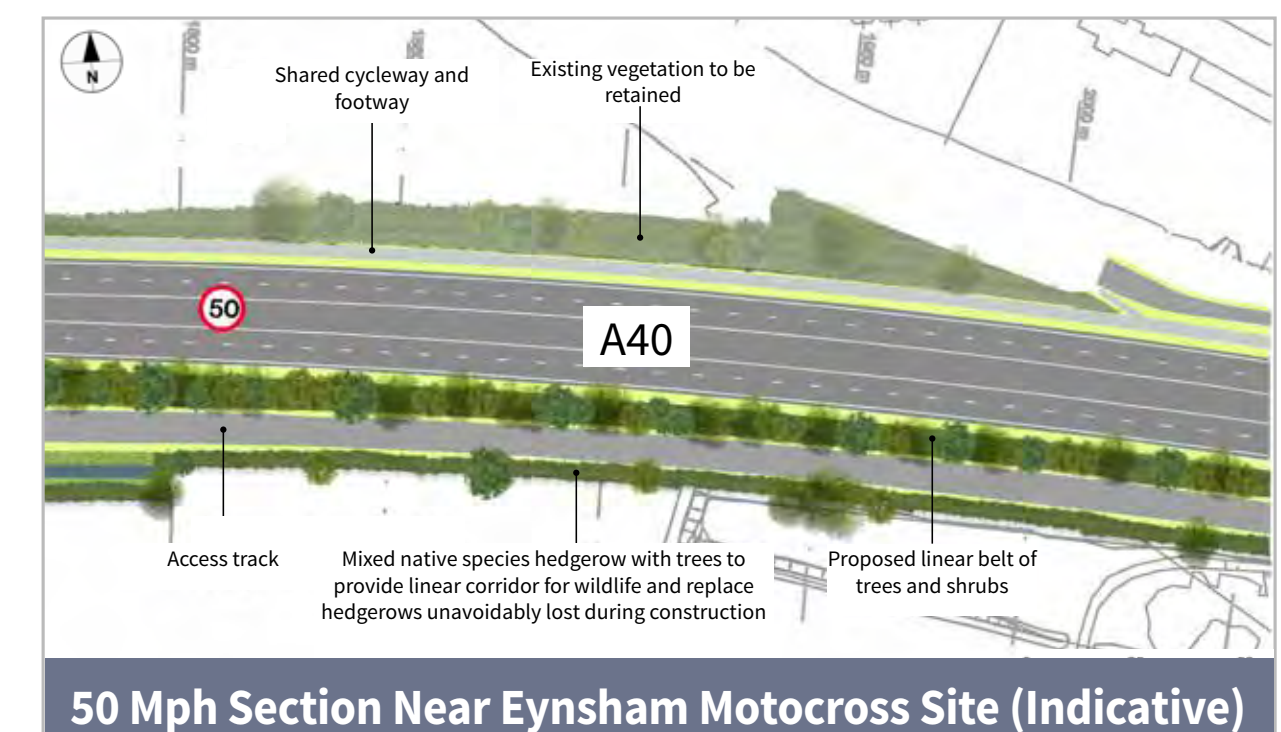 N
1800 m
2000 m
Shared cycleway and
footway
Existing vegetation to be
retained
50
A40
Access track
Mixed native species hedgerow with trees to
provide linear corridor for wildlife and replace
hedgerows unavoidably lost during construction
Proposed linear belt of
trees and shrubs
50 Mph Section Near Eynsham Motocross Site (Indicative)